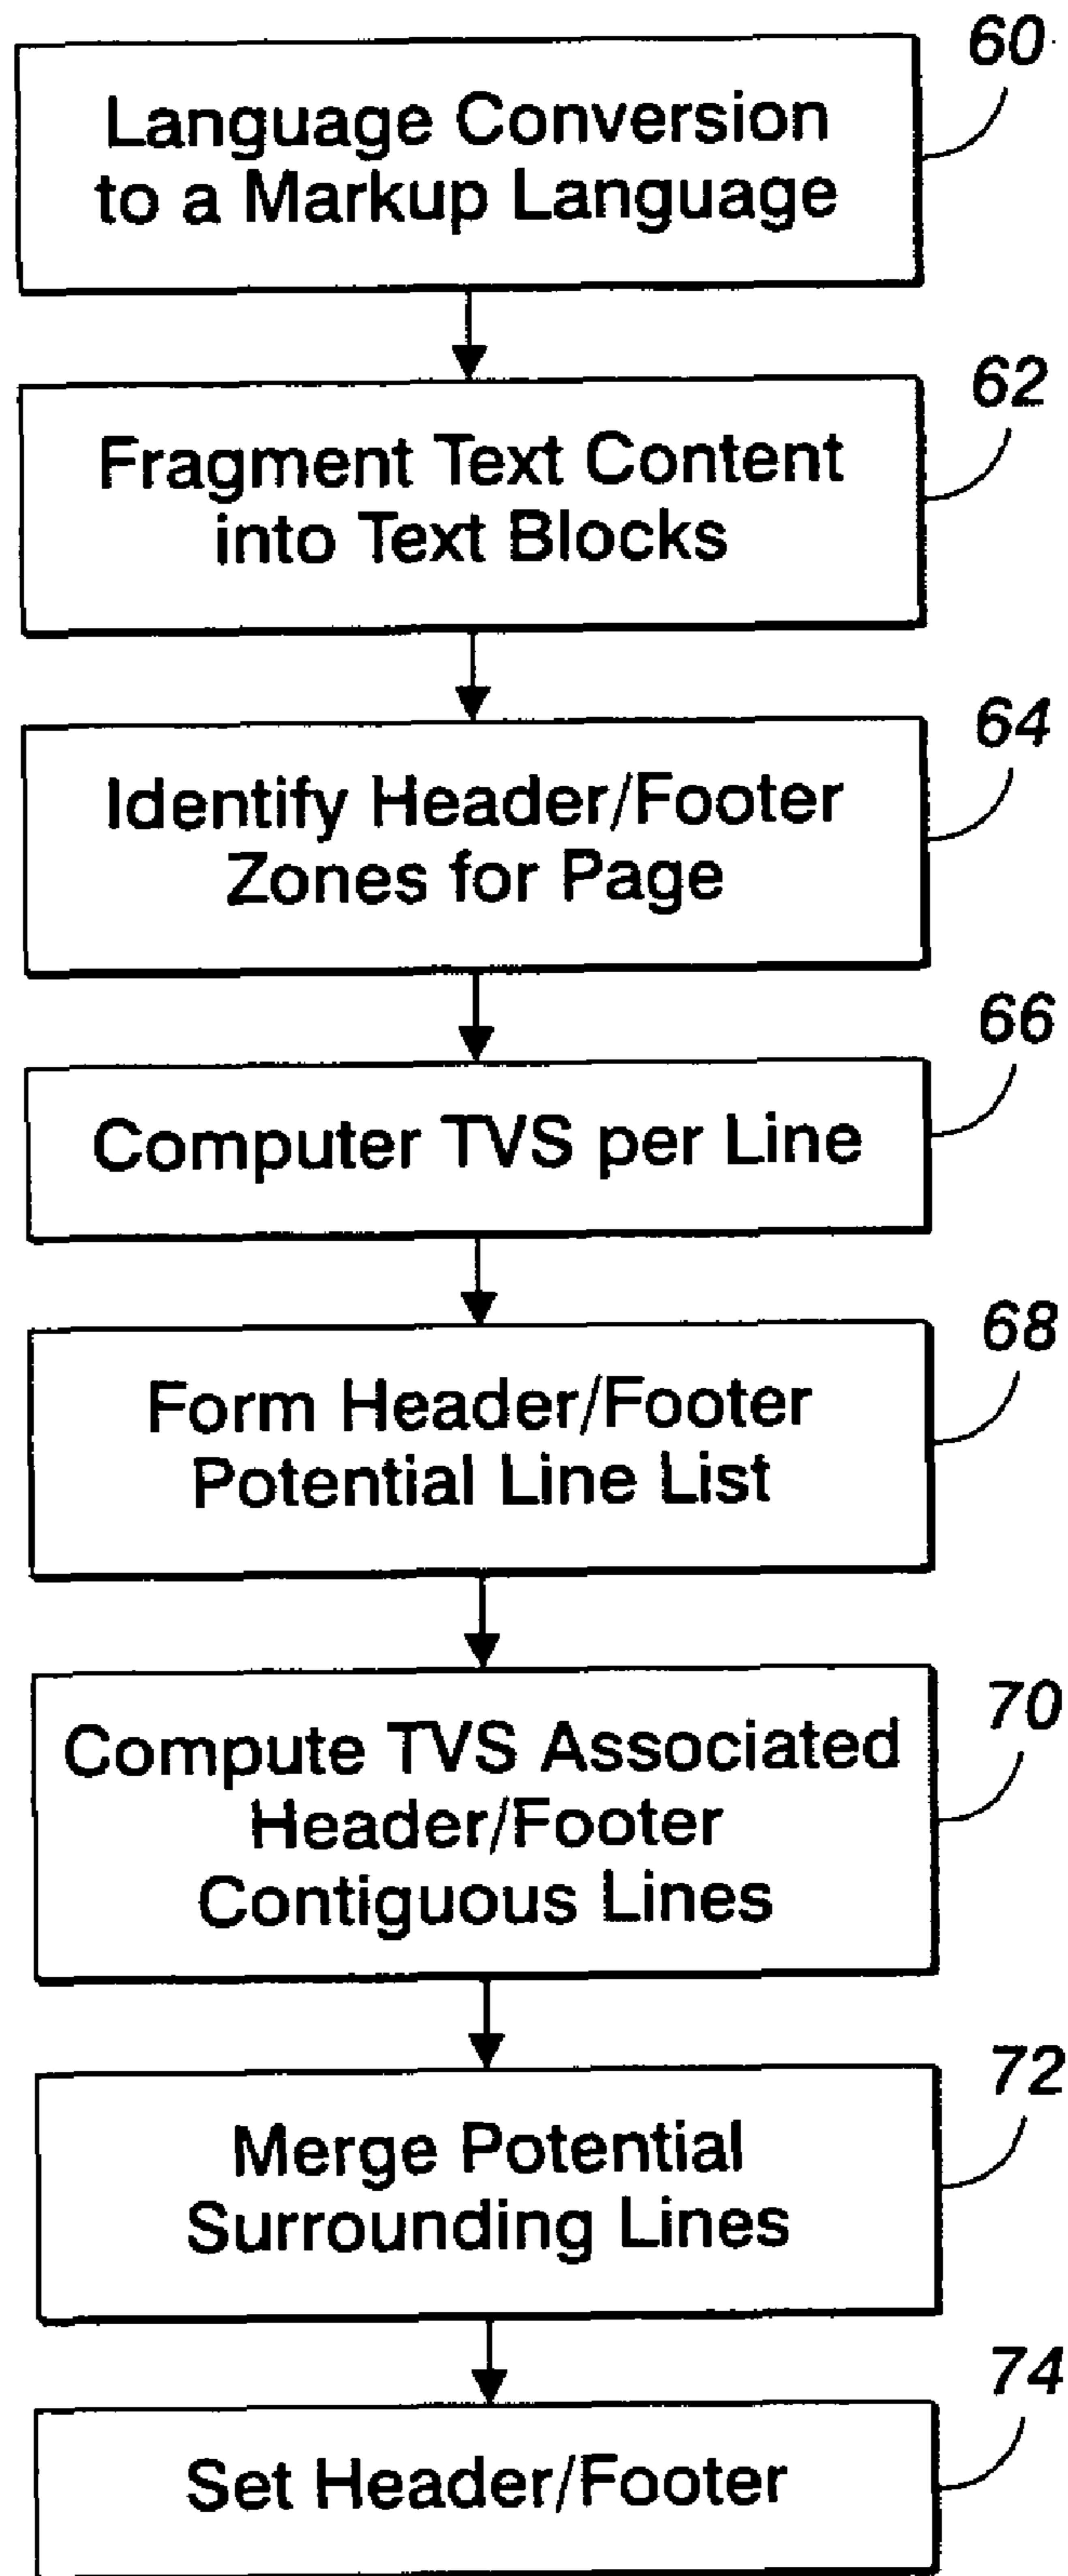 60
Language Conversion
to a Markup Language
62
Fragment Text Content
into Text Blocks
64
Identify Header/Footer
Zones for Page
66
Computer TVS per Line
68
Form Header/Footer
Potential Line List
70
Compute TVS Associated
Header/Footer
Contiguous Lines
72
Merge Potential
Surrounding Lines
74
Set Header/Footer